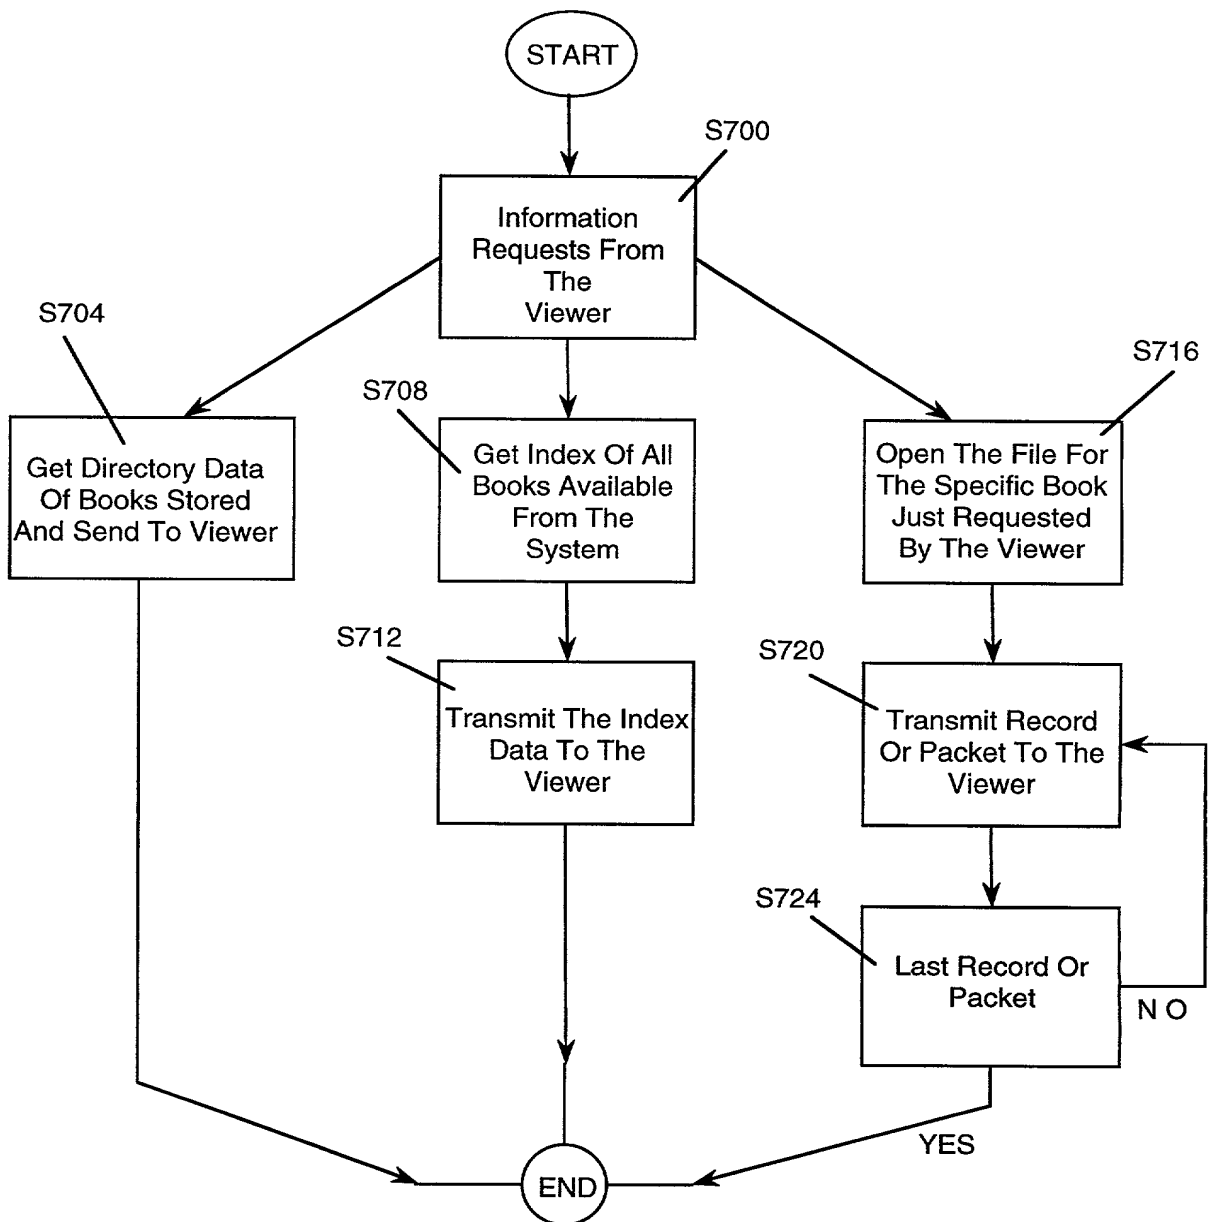 START
S700
Information
Requests From
The
Viewer
S704
Get Directory Data
Of Books Stored
And Send To Viewer
S708
Get Index Of All
Books Available
From The
System
S712
Transmit The Index
Data To The
Viewer
S716
Open The File For
The Specific Book
Just Requested
By The Viewer
S720
Transmit Record
Or Packet To The
Viewer
S724
Last Record Or
Packet
N O
YES
END